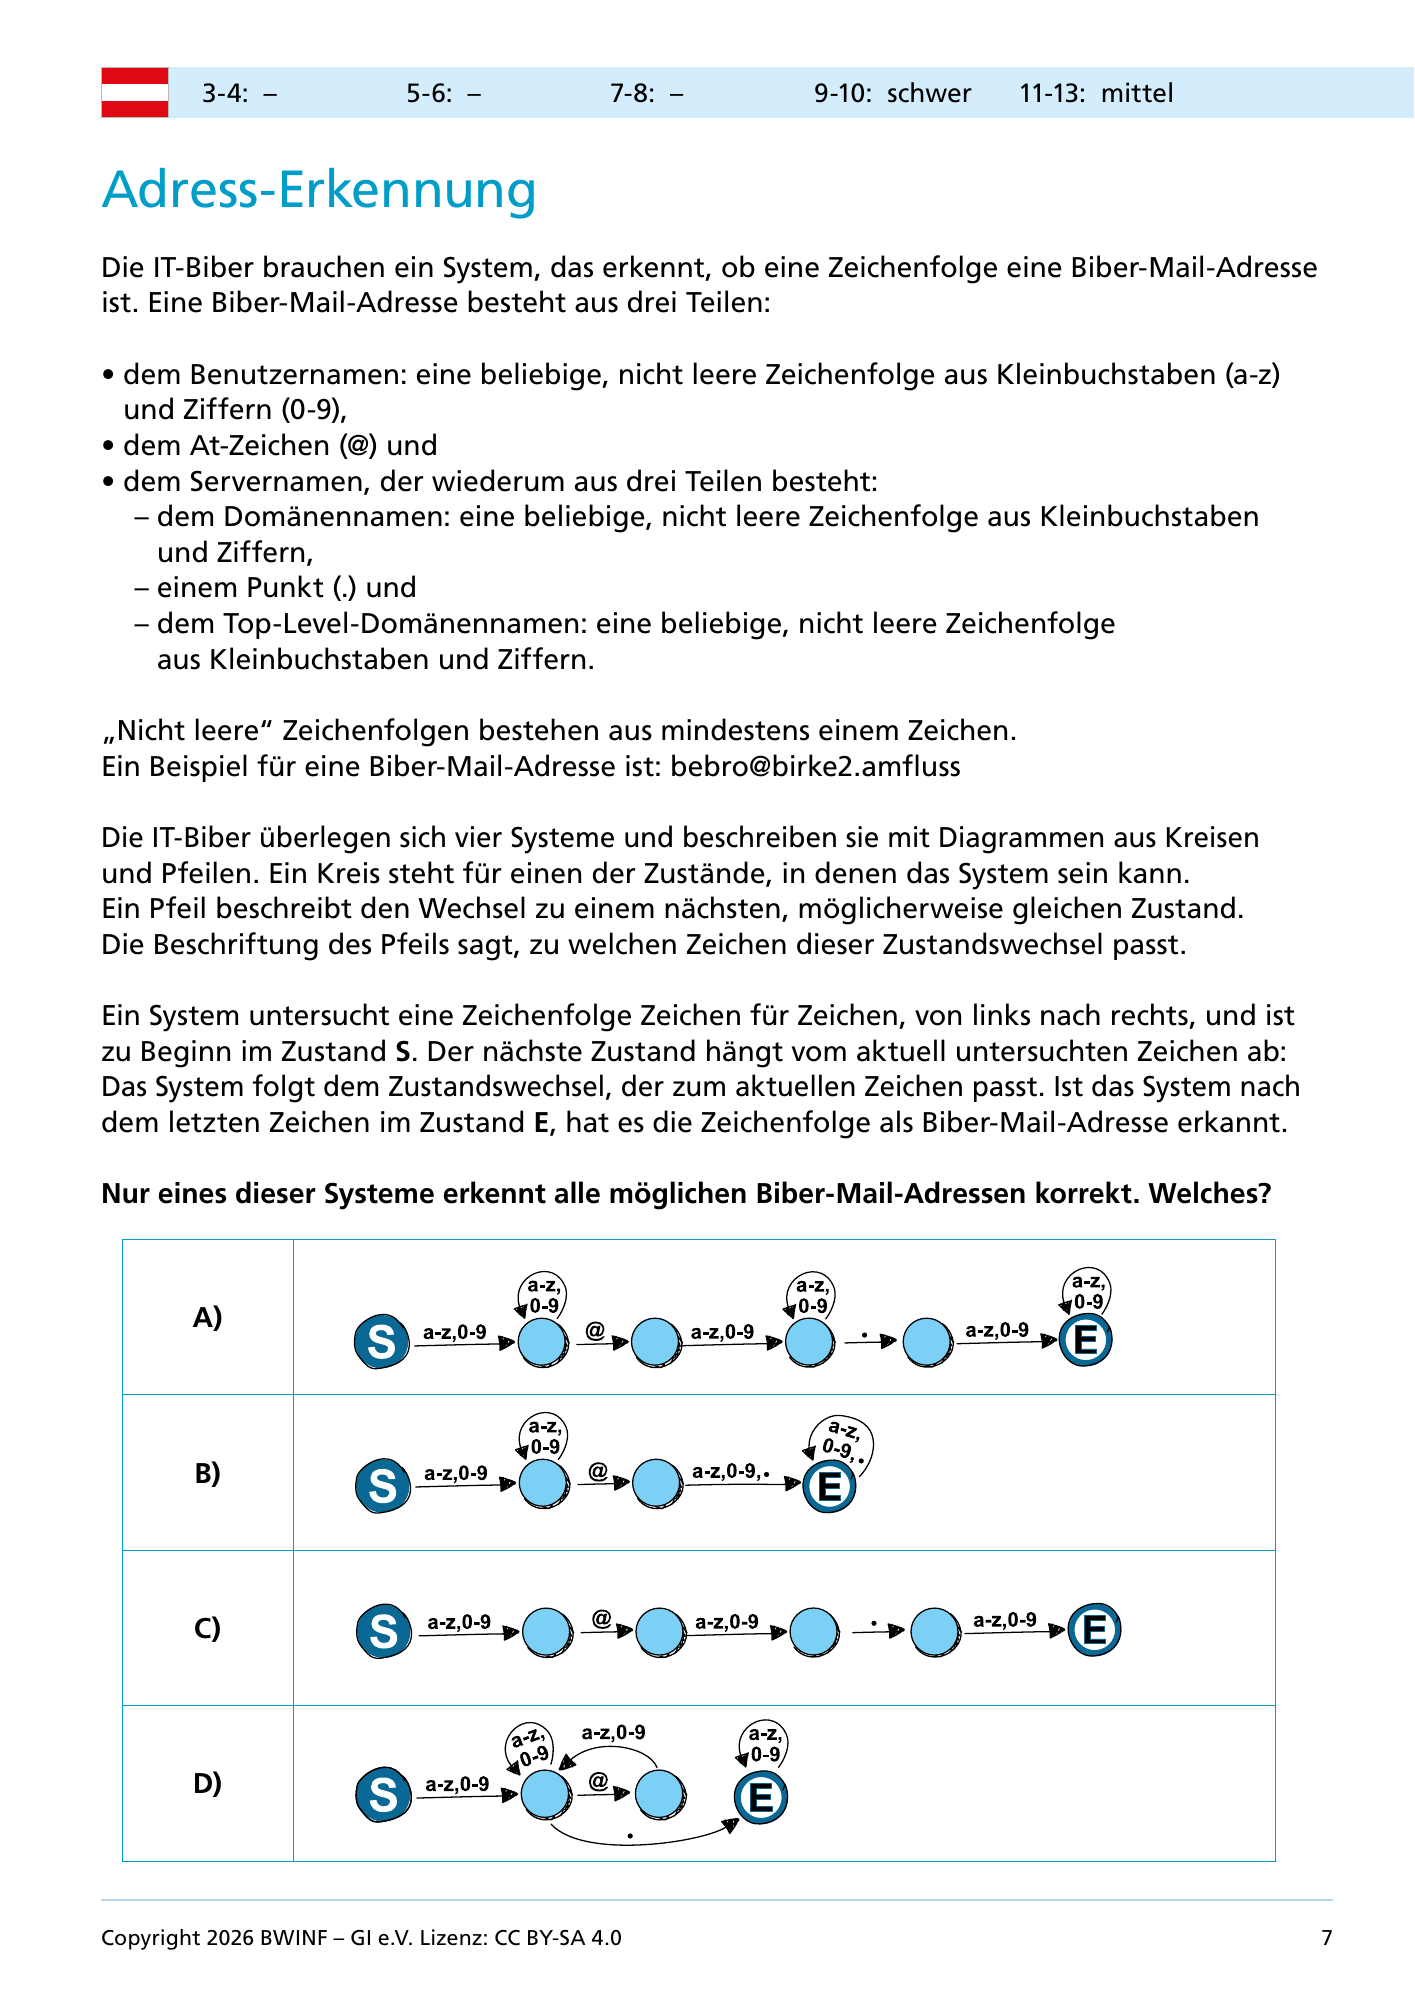 3-4: –
5-6: –
7-8: –
9-10: schwer
11-13: mittel
Adress-Erkennung
Die IT-Biber brauchen ein System, das erkennt, ob eine Zeichenfolge eine Biber-Mail-Adresse
ist. Eine Biber-Mail-Adresse besteht aus drei Teilen:
• dem Benutzernamen: eine beliebige, nicht leere Zeichenfolge aus Kleinbuchstaben (a-z)
und Ziffern (0-9),
• dem At-Zeichen (@) und
• dem Servernamen, der wiederum aus drei Teilen besteht:
– dem Domänennamen: eine beliebige, nicht leere Zeichenfolge aus Kleinbuchstaben
und Ziffern,
– einem Punkt (.) und
– dem Top-Level-Domänennamen: eine beliebige, nicht leere Zeichenfolge
aus Kleinbuchstaben und Ziffern.
„Nicht leere“ Zeichenfolgen bestehen aus mindestens einem Zeichen.
Ein Beispiel für eine Biber-Mail-Adresse ist: bebro@birke2.amfluss
Die IT-Biber überlegen sich vier Systeme und beschreiben sie mit Diagrammen aus Kreisen
und Pfeilen. Ein Kreis steht für einen der Zustände, in denen das System sein kann.
Ein Pfeil beschreibt den Wechsel zu einem nächsten, möglicherweise gleichen Zustand.
Die Beschriftung des Pfeils sagt, zu welchen Zeichen dieser Zustandswechsel passt.
Ein System untersucht eine Zeichenfolge Zeichen für Zeichen, von links nach rechts, und ist
zu Beginn im Zustand S. Der nächste Zustand hängt vom aktuell untersuchten Zeichen ab:
Das System folgt dem Zustandswechsel, der zum aktuellen Zeichen passt. Ist das System nach
dem letzten Zeichen im Zustand E, hat es die Zeichenfolge als Biber-Mail-Adresse erkannt.
Nur eines dieser Systeme erkennt alle möglichen Biber-Mail-Adressen korrekt. Welches?
A)
S
a-z,0-9
a-z,
0-9
@
a-z,0-9
a-z,
0-9
.
a-z,0-9
a-z,
0-9
E
B)
S
a-z,0-9
a-z,
0-9
@
a-z,0-9,.
a-z,
0-9,.
E
C)
S
a-z,0-9
@
a-z,0-9
.
a-z,0-9
E
D)
S
a-z,0-9
a-z,
0-9
@
a-z,0-9
.
a-z,
0-9
E
Copyright 2026 BWINF – GI e.V. Lizenz: CC BY-SA 4.0
7